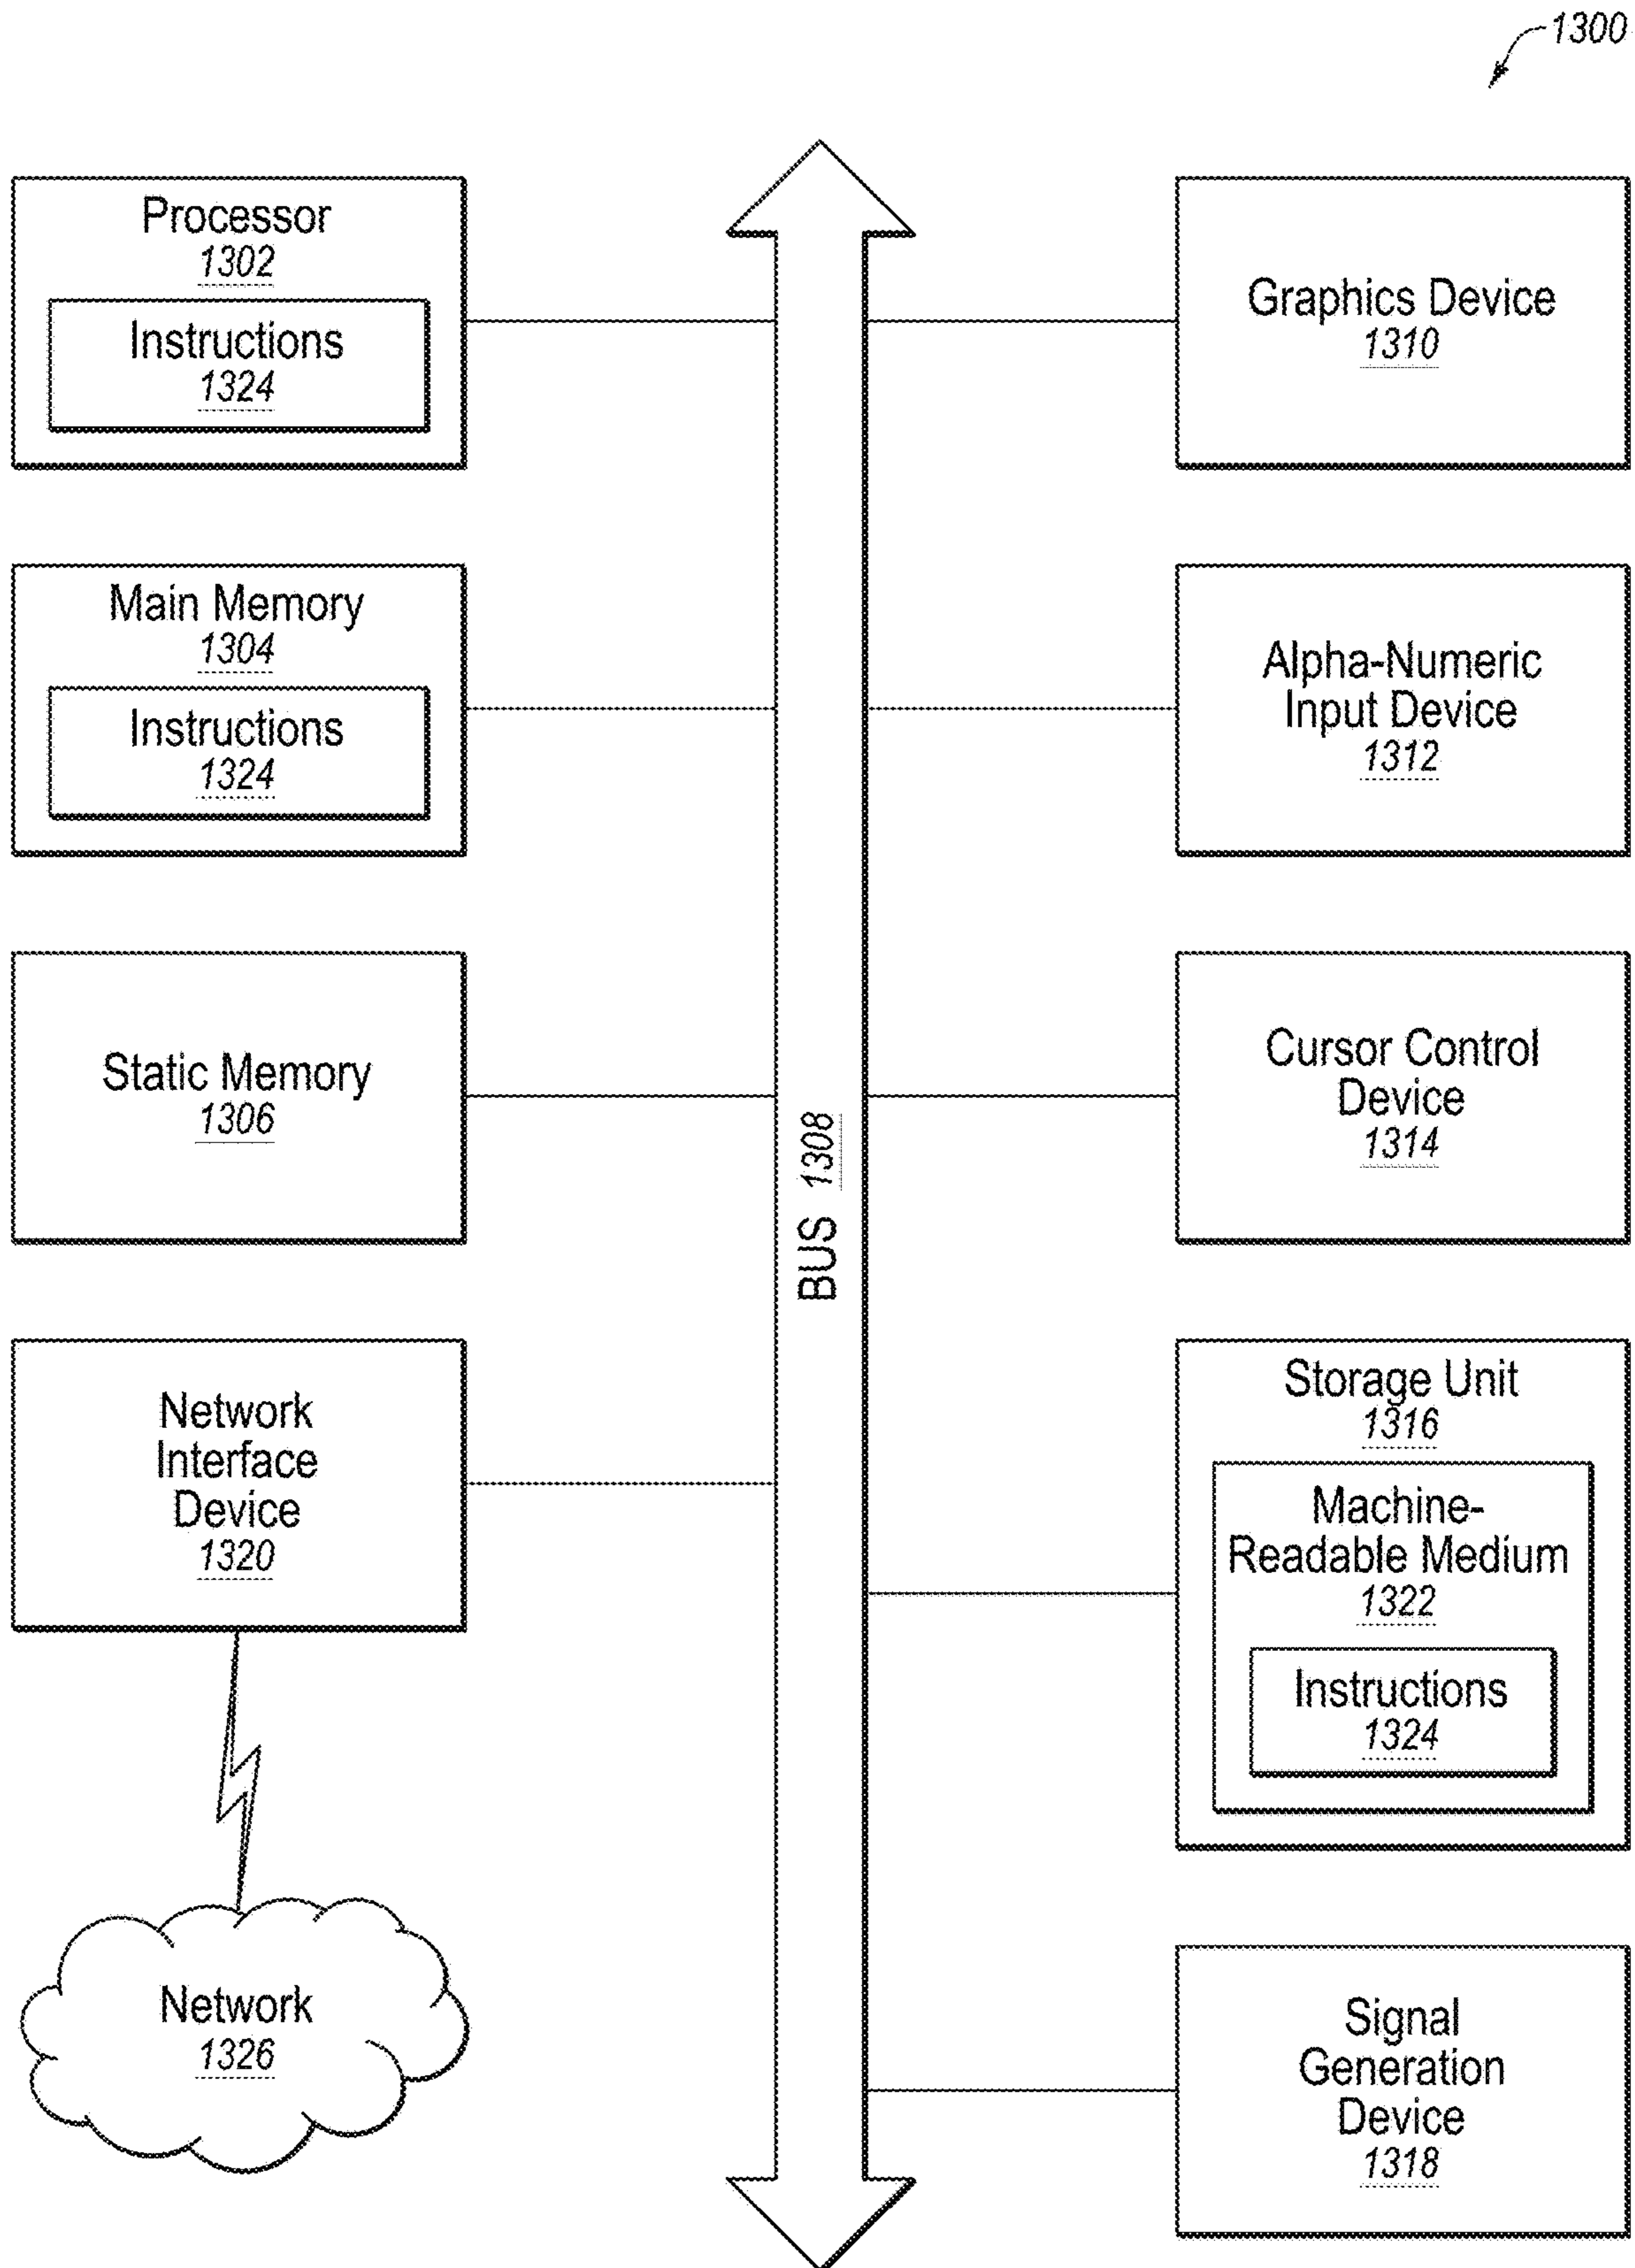 1300
Processor
1302
Instructions
1324
Main Memory
1304
Instructions
1324
Static Memory
1306
Network
Interface
Device
1320
Network
1326
BUS 1308
Graphics Device
1310
Alpha-Numeric
Input Device
1312
Cursor Control
Device
1314
Storage Unit
1316
Machine-
Readable Medium
1322
Instructions
1324
Signal
Generation
Device
1318